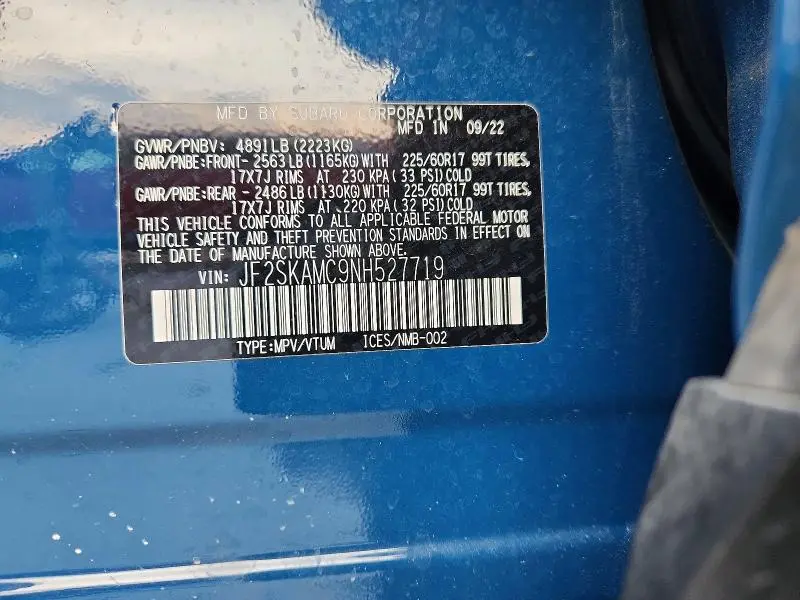 MFD BY SUBARU CORPORATION
MFD IN 09/22
GVWR/PNBV: 4891LB (2223KG)
GAWR/PNBE:FRONT- 2563 LB (1165KG) WITH 225/60R17 99T TIRES,
17X7J RIMS AT 230 KPA ( 33 PSI) COLD
GAWR/PNBE:REAR - 2486 LB (1130KG) WITH 225/60R17 99T TIRES,
17X7J RIMS AT 220 KPA ( 32 PSI) COLD
THIS VEHICLE CONFORMS TO ALL APPLICABLE FEDERAL MOTOR
VEHICLE SAFETY AND THEFT PREVENTION STANDARDS IN EFFECT ON
THE DATE OF MANUFACTURE SHOWN ABOVE.
VIN: JF2SKAMC9NH527719
TYPE:MPV/VTUM ICES/NMB-002